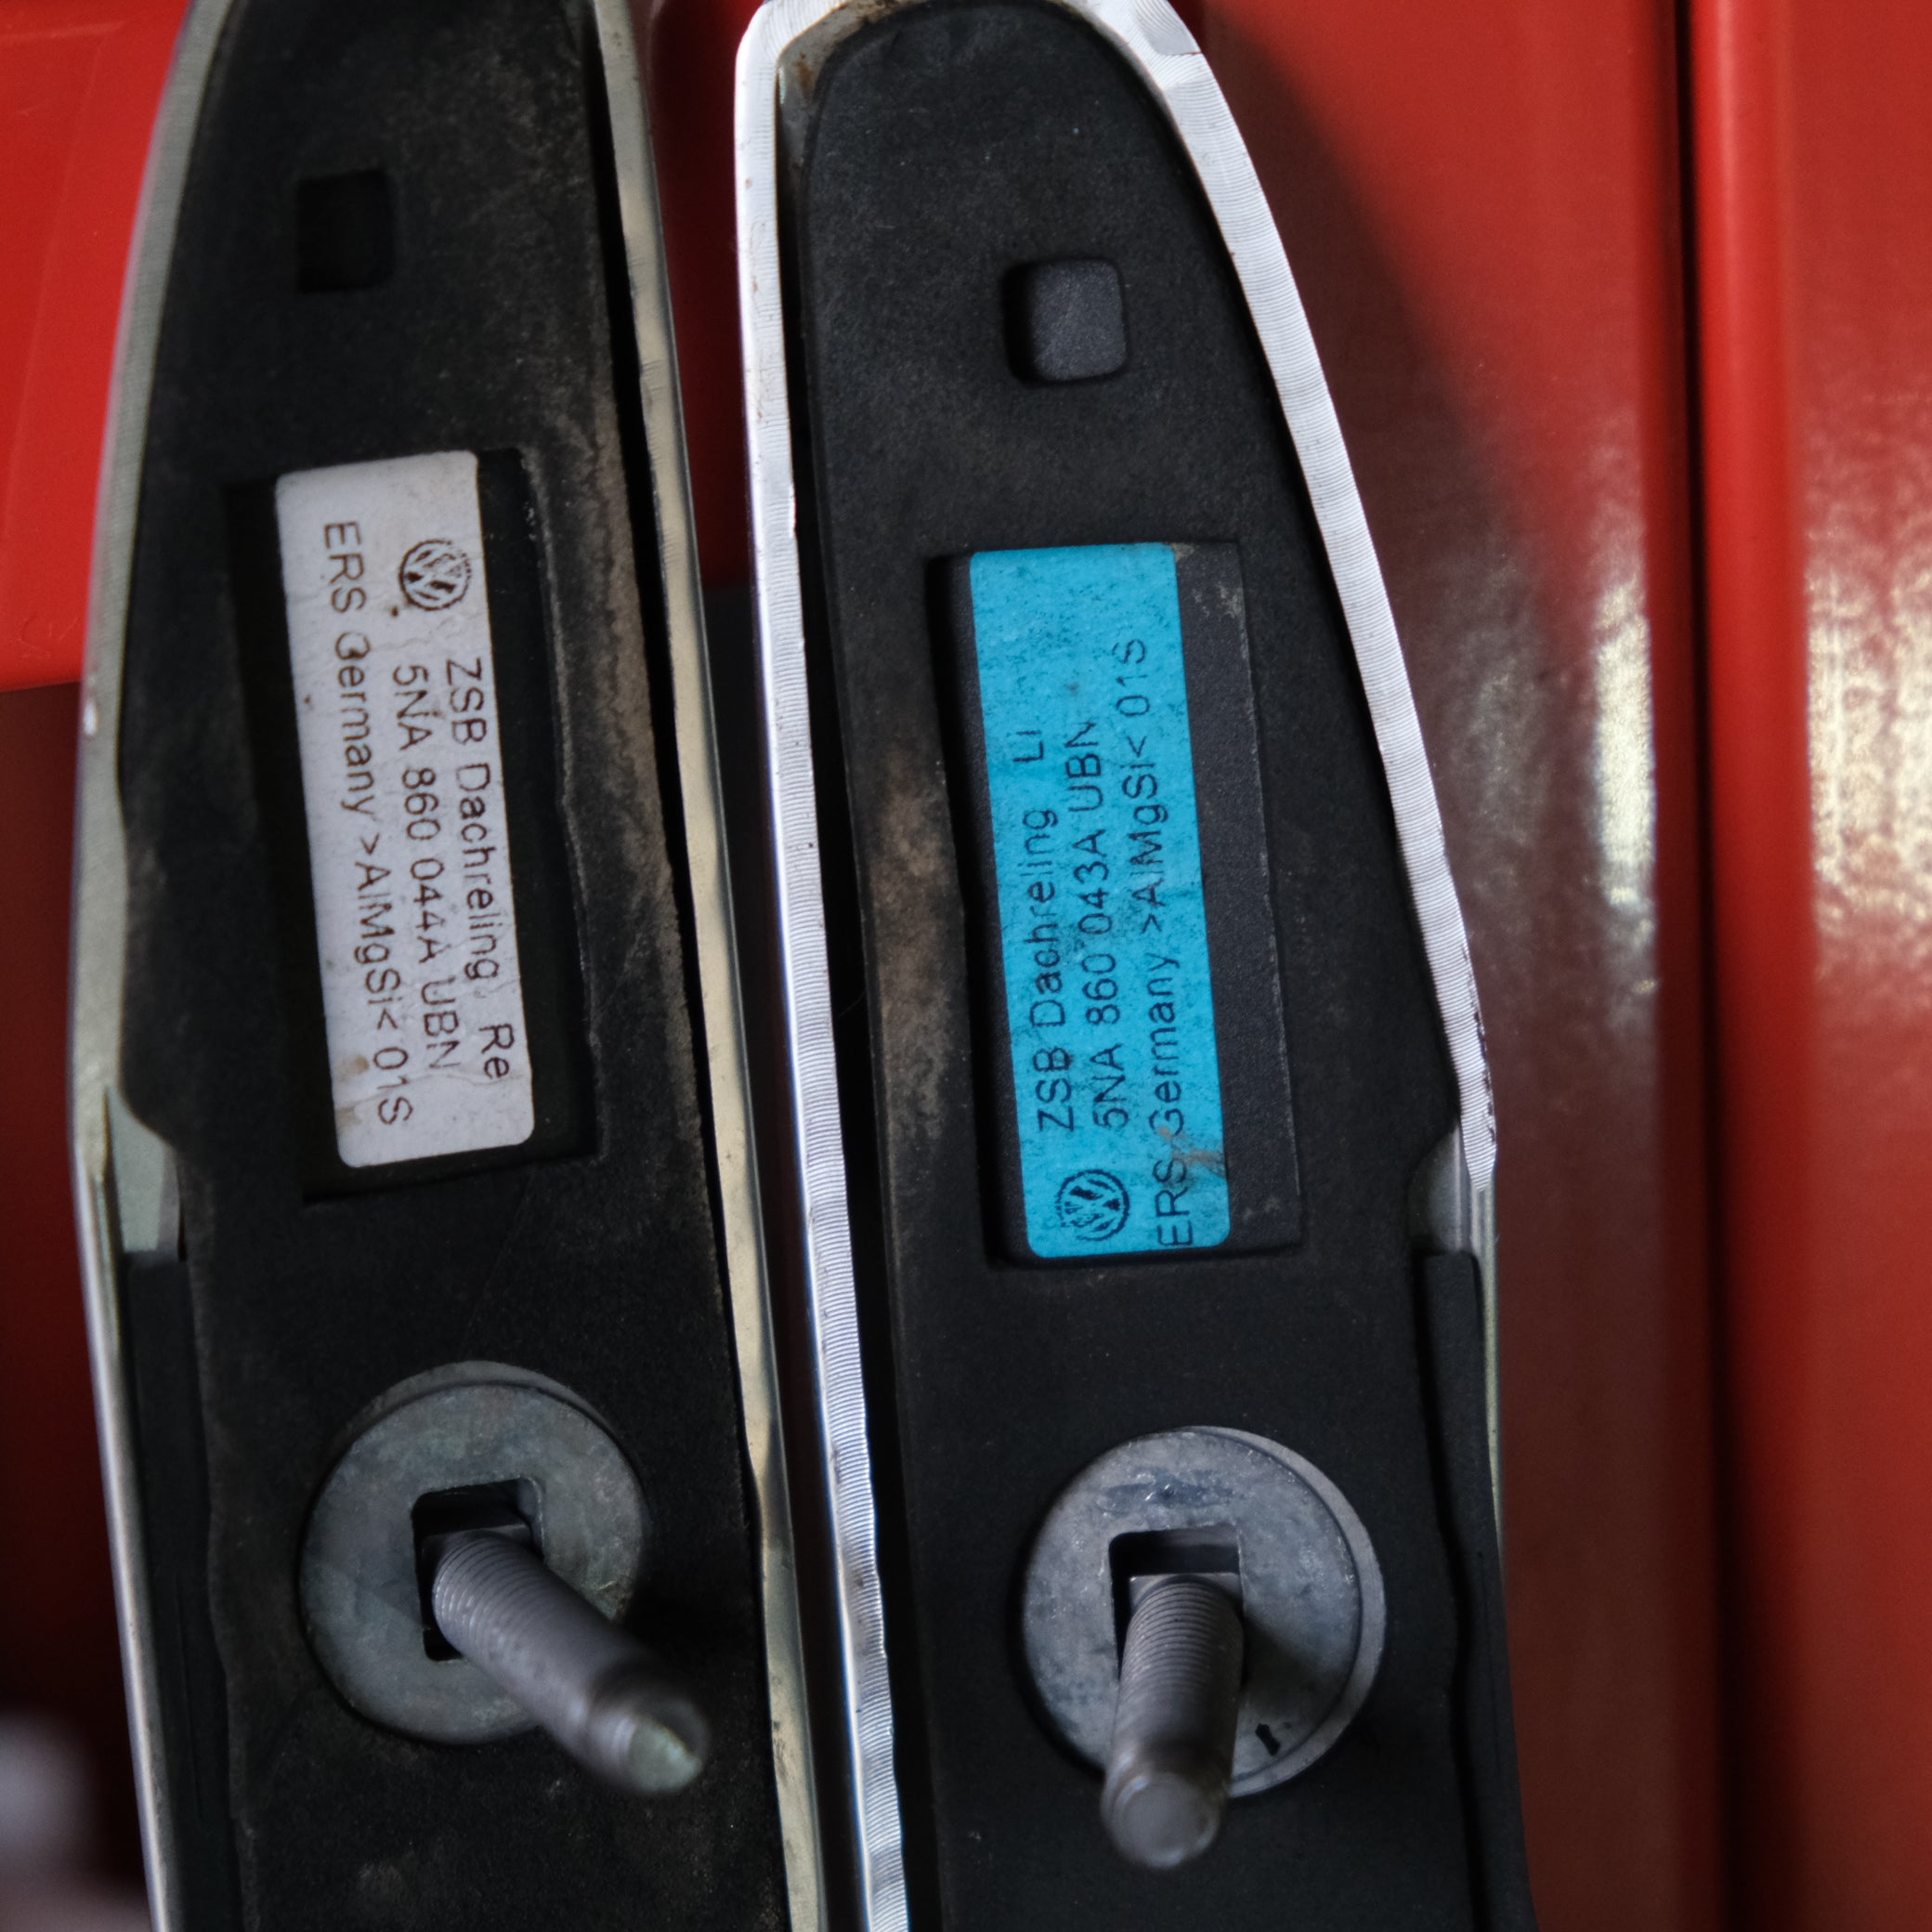 ZSB Dachreling Re
5NA 860 044A UBN
ERS Germany >AlMgSi< 01S
ZSB Dachreling Li
5NA 860 043A UBN
ERS Germany >AlMgSi< 01S